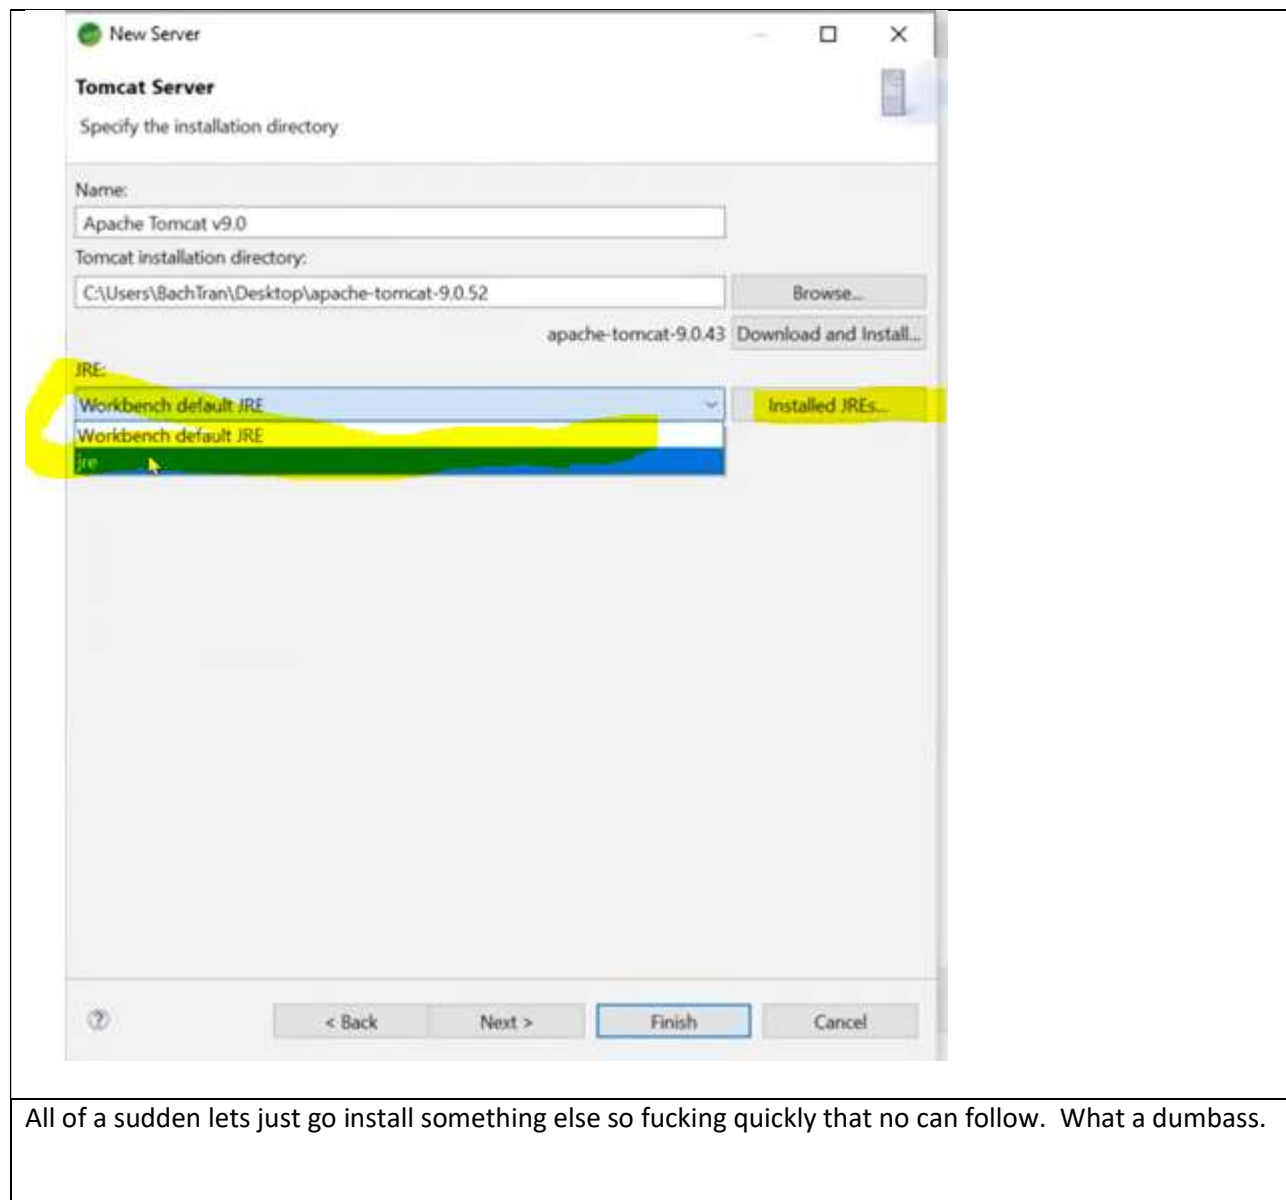 New Server
Tomcat Server
Specify the installation directory
Name:
Apache Tomcat v9.0
Tomcat installation directory:
C:\Users\BachTran\Desktop\apache-tomcat-9.0.52
Browse...
apache-tomcat-9.0.43 Download and Install...
JRE:
Workbench default JRE
Installed JREs...
Workbench default JRE
jre
< Back Next > Finish Cancel
All of a sudden lets just go install something else so fucking quickly that no can follow.  What a dumbass.